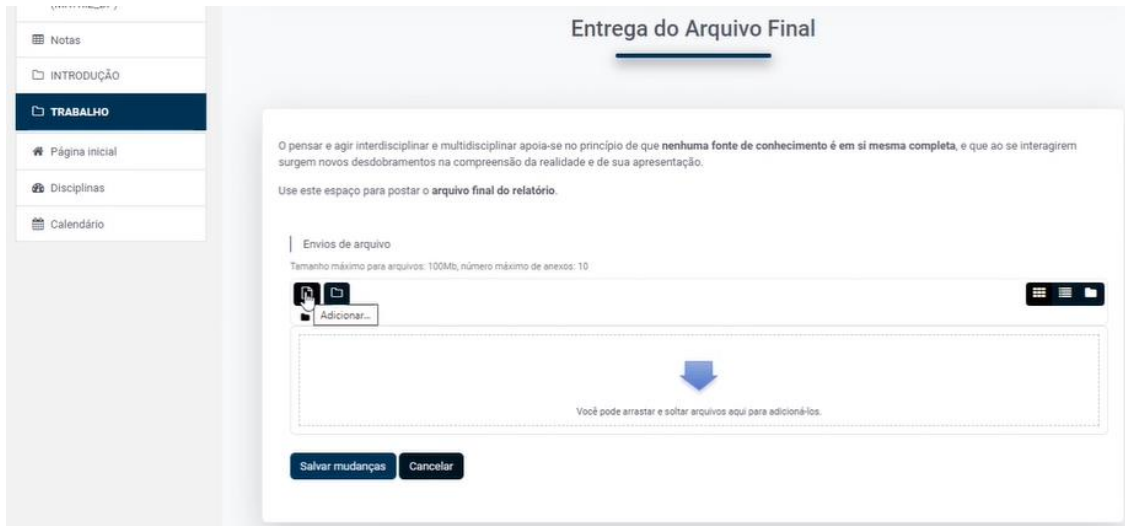 Notas
INTRODUÇÃO
TRABALHO
Página inicial
Disciplinas
Calendário
Entrega do Arquivo Final
O pensar e agir interdisciplinar e multidisciplinar apoia-se no princípio de que nenhuma fonte de conhecimento é em si mesma completa, e que ao se interagirem
surgem novos desdobramentos na compreensão da realidade e de sua apresentação.
Use este espaço para postar o arquivo final do relatório.
Envios de arquivo
Tamanho máximo para arquivos: 100Mb, número máximo de anexos: 10
Adicionar...
Você pode arrastar e soltar arquivos aqui para adicioná-los.
Salvar mudanças
Cancelar